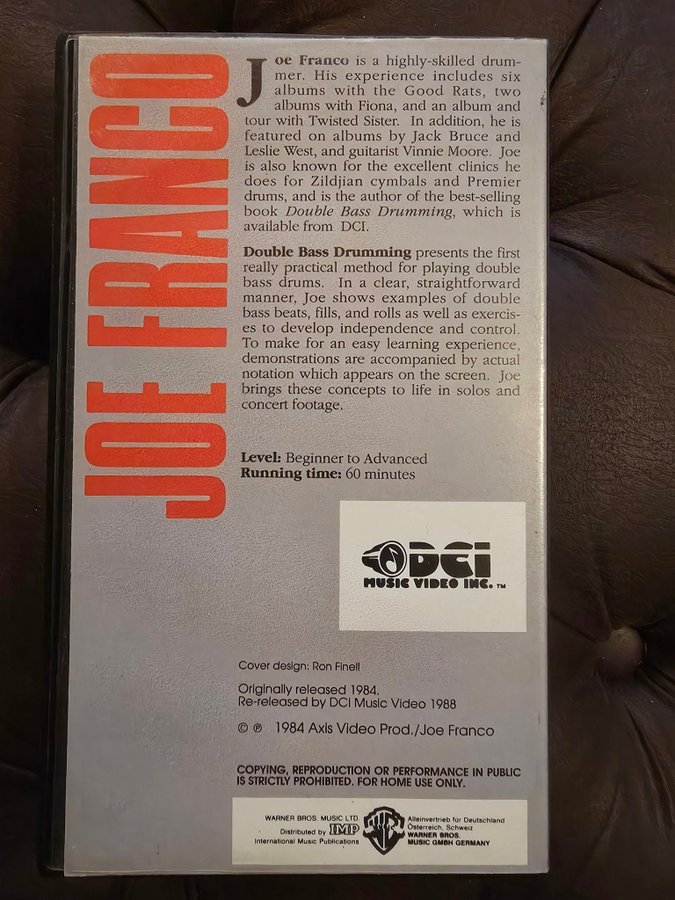 JOE FRANCO
Joe Franco is a highly-skilled drum-
mer. His experience includes six
albums with the Good Rats, two
albums with Fiona, and an album and
tour with Twisted Sister. In addition, he is
featured on albums by Jack Bruce and
Leslie West, and guitarist Vinnie Moore. Joe
is also known for the excellent clinics he
does for Zildjian cymbals and Premier
drums, and is the author of the best-selling
book Double Bass Drumming, which is
available from DCI.
Double Bass Drumming presents the first
really practical method for playing double
bass drums. In a clear, straightforward
manner, Joe shows examples of double
bass beats, fills, and rolls as well as exercis-
es to develop independence and control.
To make for an easy learning experience,
demonstrations are accompanied by actual
notation which appears on the screen. Joe
brings these concepts to life in solos and
concert footage.
Level: Beginner to Advanced
Running time: 60 minutes
DCI
MUSIC VIDEO INC.™
Cover design: Ron Finell
Originally released 1984.
Re-released by DCI Music Video 1988
© ℗ 1984 Axis Video Prod./Joe Franco
COPYING, REPRODUCTION OR PERFORMANCE IN PUBLIC
IS STRICTLY PROHIBITED. FOR HOME USE ONLY.
WARNER BROS. MUSIC LTD.
Distributed by IMP
International Music Publications
Alleinvertrieb für Deutschland
Österreich, Schweiz
WARNER BROS.
MUSIC GMBH GERMANY